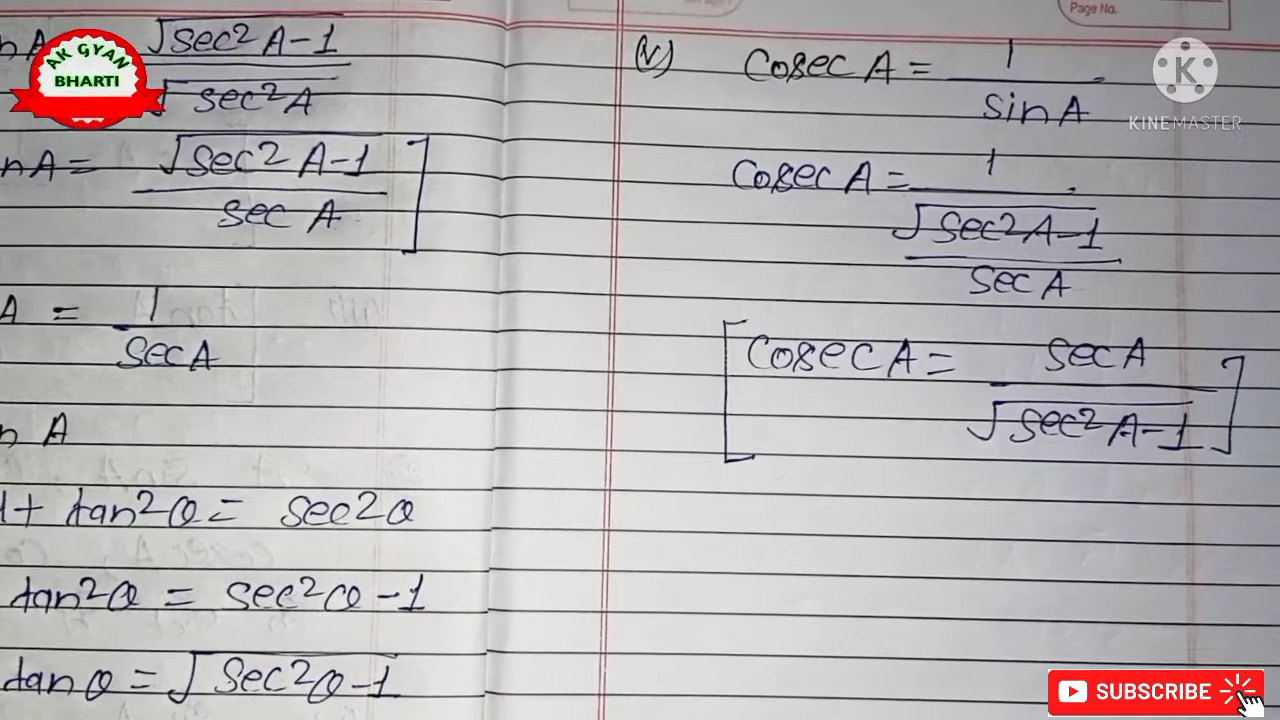 AK GYAN
BHARTI
nA = √sec²A-1 / √sec²A
nA = √sec²A-1 / sec A ]
A = 1 / secA
n A
1+ tan²θ = sec²θ
tan²θ = sec²θ -1
tanθ = √sec²θ-1
Page No.
(V) cosec A = 1 / sin A
cosec A = 1 / (√sec²A-1 / sec A)
[ cosec A = sec A / √sec²A-1 ]
K
KINEMASTER
SUBSCRIBE